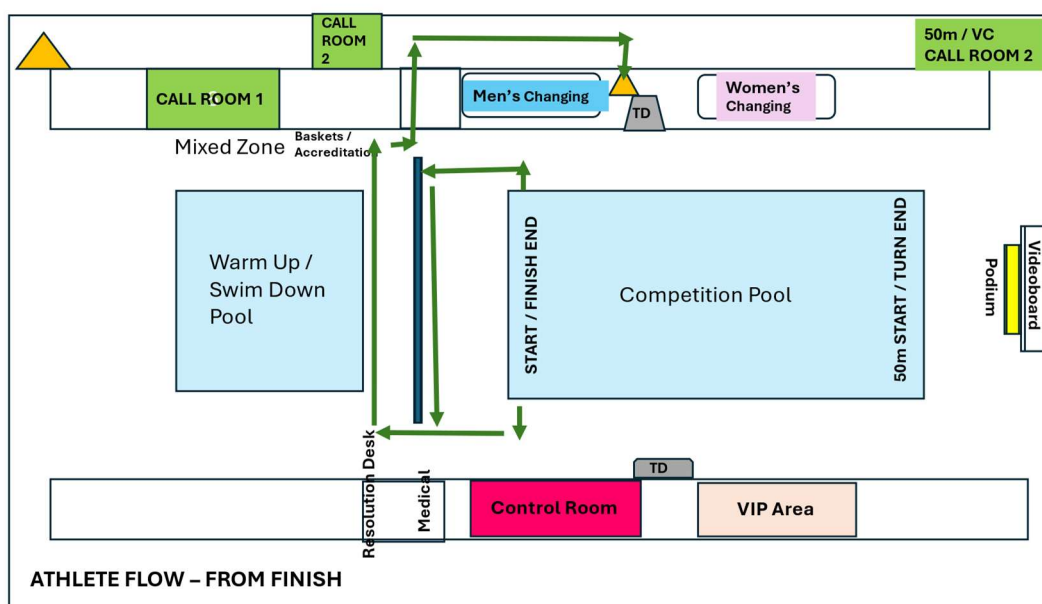 CALL
ROOM
2
50m / VC
CALL ROOM 2
CALL ROOM 1
Men's Changing
TD
Women's
Changing
Mixed Zone
Baskets /
Accreditation
Warm Up /
Swim Down
Pool
START / FINISH END
Competition Pool
50m START / TURN END
Podium
Videoboard
Resolution Desk
Medical
TD
Control Room
VIP Area
ATHLETE FLOW – FROM FINISH